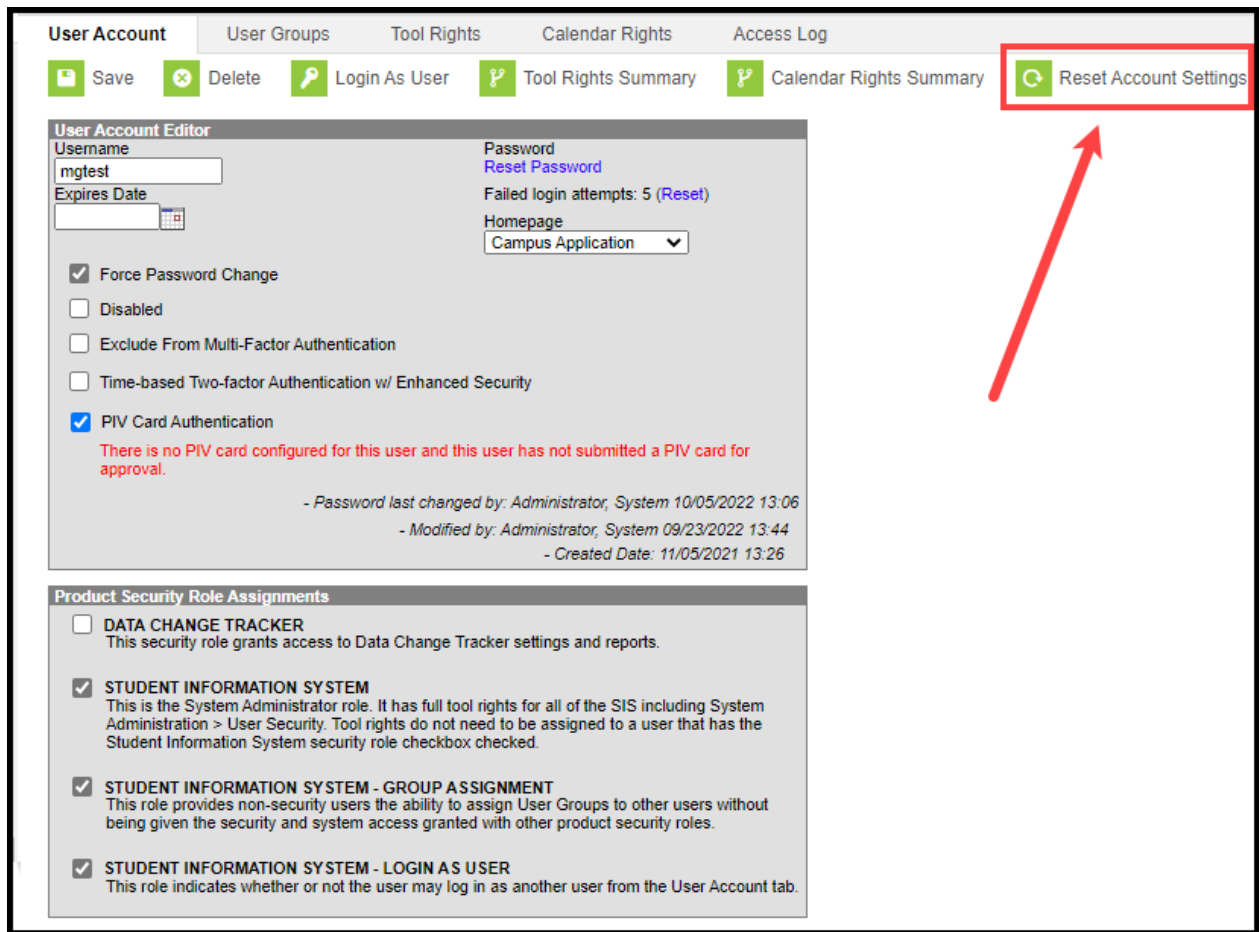 User Account User Groups Tool Rights Calendar Rights Access Log
Save Delete Login As User Tool Rights Summary Calendar Rights Summary Reset Account Settings
User Account Editor
Username
mgtest
Expires Date
Password
Reset Password
Failed login attempts: 5 (Reset)
Homepage
Campus Application
Force Password Change
Disabled
Exclude From Multi-Factor Authentication
Time-based Two-factor Authentication w/ Enhanced Security
PIV Card Authentication
There is no PIV card configured for this user and this user has not submitted a PIV card for
approval.
- Password last changed by: Administrator, System 10/05/2022 13:06
- Modified by: Administrator, System 09/23/2022 13:44
- Created Date: 11/05/2021 13:26
Product Security Role Assignments
DATA CHANGE TRACKER
This security role grants access to Data Change Tracker settings and reports.
STUDENT INFORMATION SYSTEM
This is the System Administrator role. It has full tool rights for all of the SIS including System
Administration > User Security. Tool rights do not need to be assigned to a user that has the
Student Information System security role checkbox checked.
STUDENT INFORMATION SYSTEM - GROUP ASSIGNMENT
This role provides non-security users the ability to assign User Groups to other users without
being given the security and system access granted with other product security roles.
STUDENT INFORMATION SYSTEM - LOGIN AS USER
This role indicates whether or not the user may log in as another user from the User Account tab.